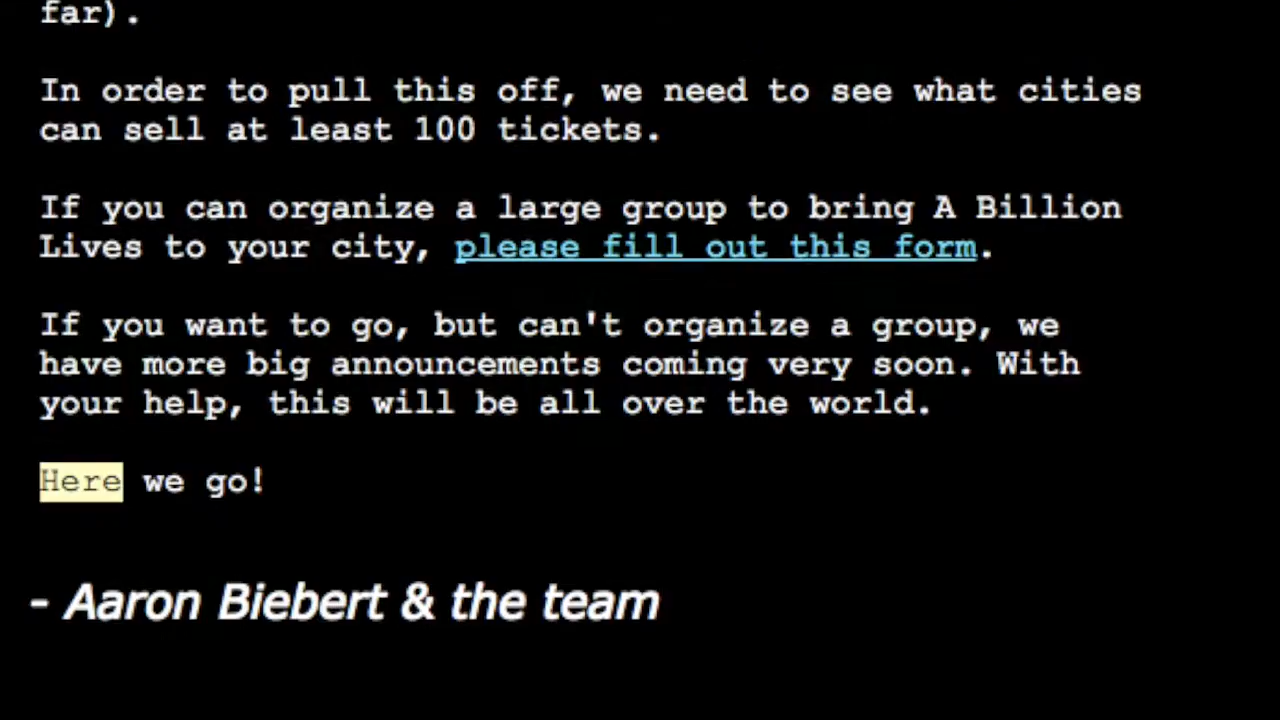 far).
In order to pull this off, we need to see what cities
can sell at least 100 tickets.
If you can organize a large group to bring A Billion
Lives to your city, please fill out this form.
If you want to go, but can't organize a group, we
have more big announcements coming very soon. With
your help, this will be all over the world.
Here we go!
- Aaron Biebert & the team